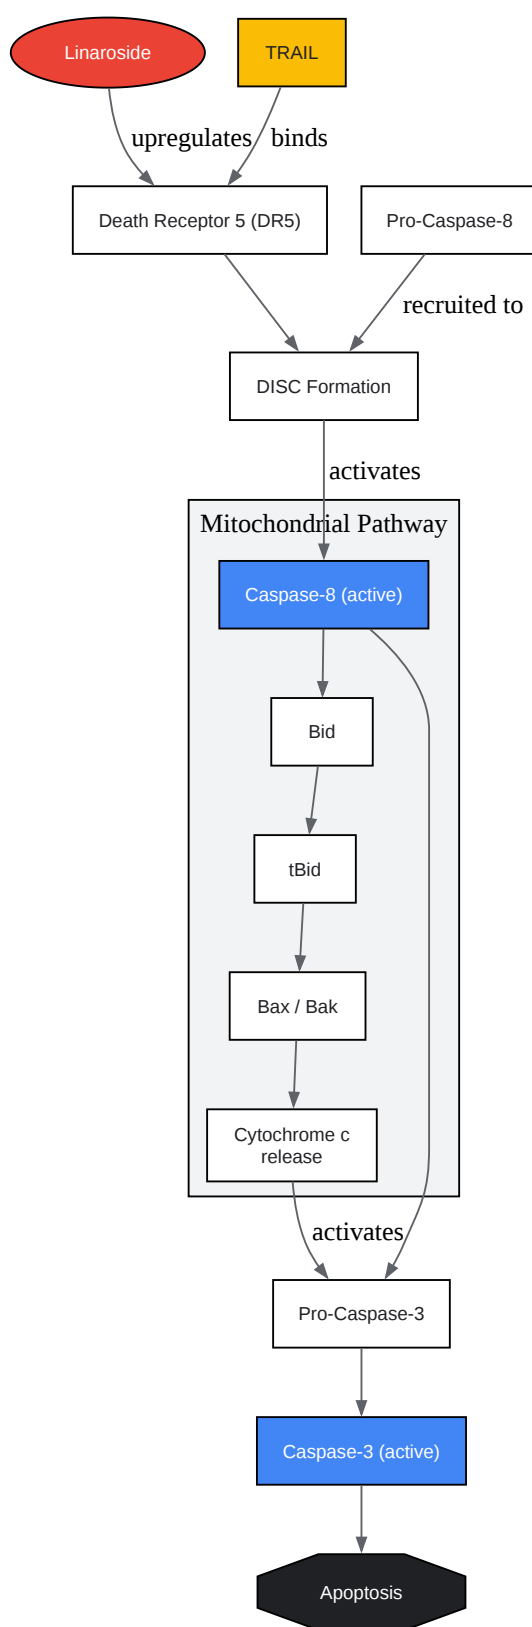 Linaroside
TRAIL
upregulates
binds
Death Receptor 5 (DR5)
Pro-Caspase-8
recruited to
DISC Formation
activates
Mitochondrial Pathway
Caspase-8 (active)
Bid
tBid
Bax / Bak
Cytochrome c
release
activates
Pro-Caspase-3
Caspase-3 (active)
Apoptosis